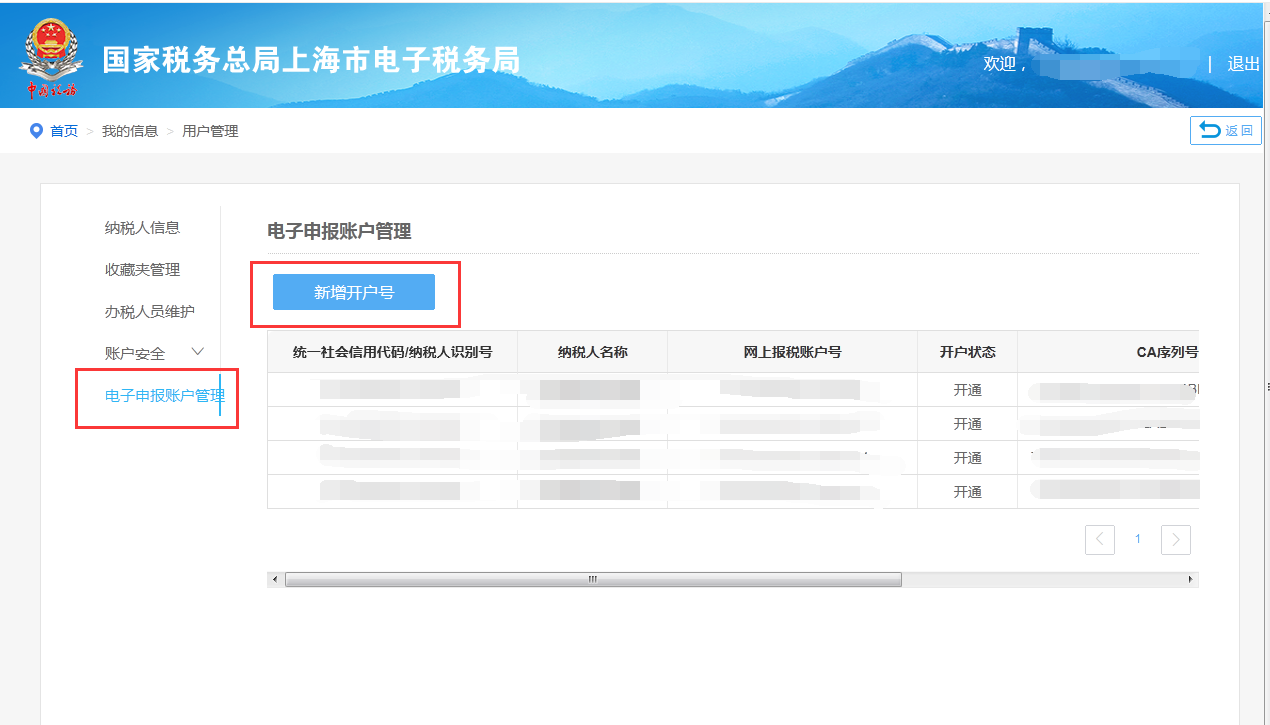 国家税务总局上海市电子税务局
中国税务
欢迎， | 退出
首页 > 我的信息 > 用户管理
返回
纳税人信息
收藏夹管理
办税人员维护
账户安全
电子申报账户管理
电子申报账户管理
新增开户号
统一社会信用代码/纳税人识别号 纳税人名称 网上报税账户号 开户状态 CA序列号
开通
开通
开通
开通
< 1 >